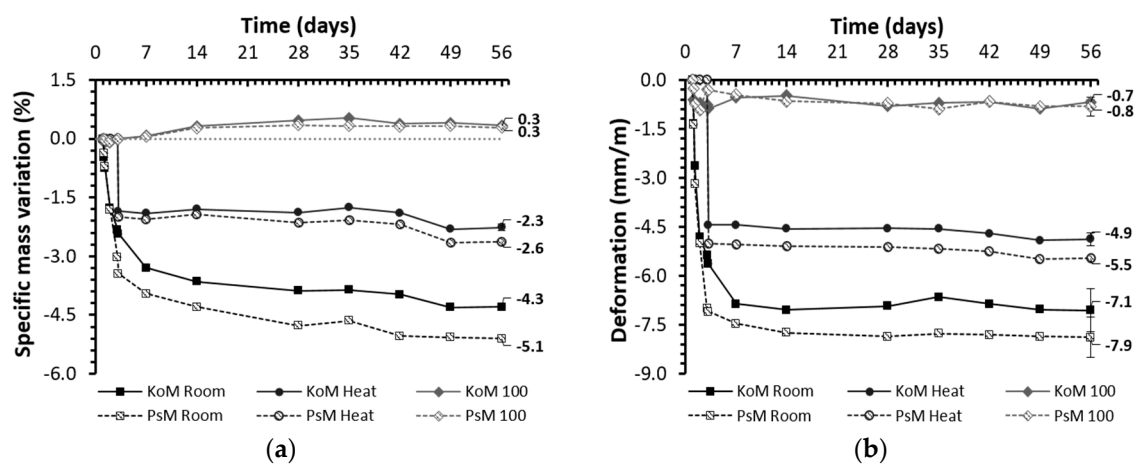 Time (days)
0 7 14 28 35 42 49 56
1.5
0.0
-1.5
-3.0
-4.5
-6.0
Specific mass variation (%)
0.3
0.3
-2.3
-2.6
-4.3
-5.1
KoM Room KoM Heat KoM 100
PsM Room PsM Heat PsM 100
(a)
Time (days)
0 7 14 28 35 42 49 56
0.0
-1.5
-3.0
-4.5
-6.0
-7.5
-9.0
Deformation (mm/m)
-0.7
-0.8
-4.9
-5.5
-7.1
-7.9
KoM Room KoM Heat KoM 100
PsM Room PsM Heat PsM 100
(b)